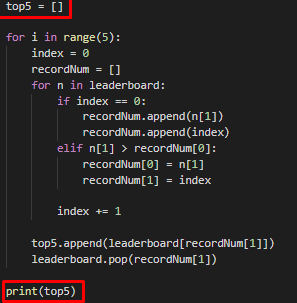 top5 = []
for i in range(5):
    index = 0
    recordNum = []
    for n in leaderboard:
        if index == 0:
            recordNum.append(n[1])
            recordNum.append(index)
        elif n[1] > recordNum[0]:
            recordNum[0] = n[1]
            recordNum[1] = index
        index += 1
    top5.append(leaderboard[recordNum[1]])
    leaderboard.pop(recordNum[1])
print(top5)